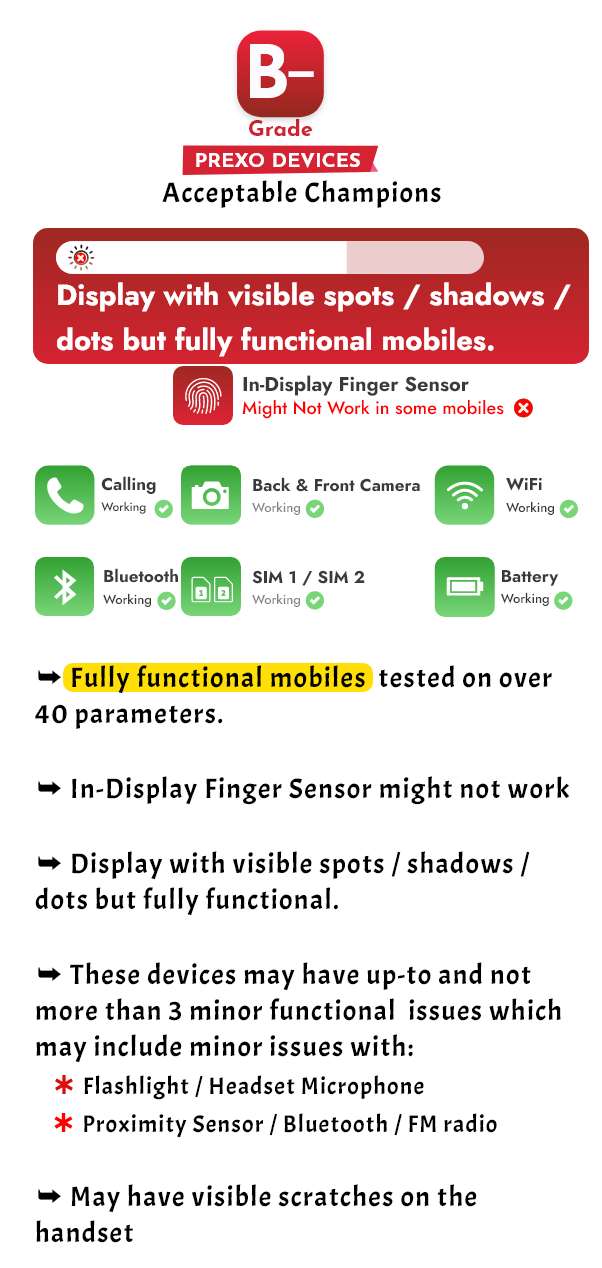 B-
Grade
PREXO DEVICES
Acceptable Champions
Display with visible spots / shadows /
dots but fully functional mobiles.
In-Display Finger Sensor
Might Not Work in some mobiles
Calling
Working
Back & Front Camera
Working
WiFi
Working
Bluetooth
Working
1 2
SIM 1 / SIM 2
Working
Battery
Working
➥ Fully functional mobiles tested on over
40 parameters.
➥ In-Display Finger Sensor might not work
➥ Display with visible spots / shadows /
dots but fully functional.
➥ These devices may have up-to and not
more than 3 minor functional issues which
may include minor issues with:
* Flashlight / Headset Microphone
* Proximity Sensor / Bluetooth / FM radio
➥ May have visible scratches on the
handset